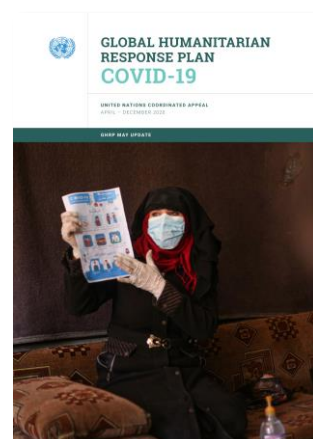 GLOBAL HUMANITARIAN
RESPONSE PLAN
COVID-19
UNITED NATIONS COORDINATED APPEAL
APRIL – DECEMBER 2020
GHRP MAY UPDATE